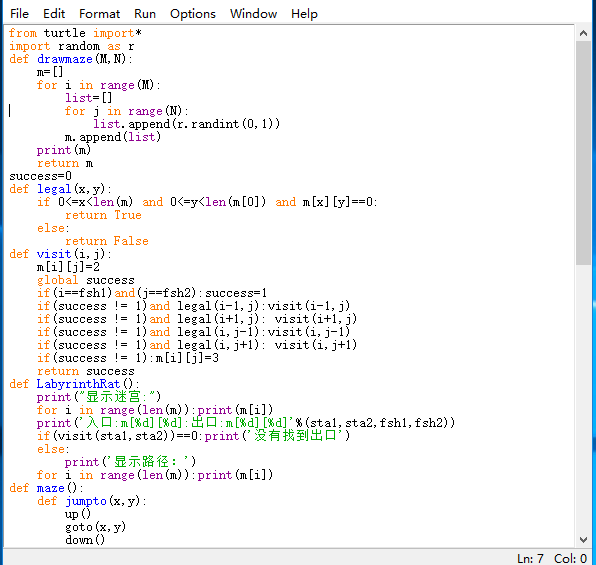 File Edit Format Run Options Window Help
from turtle import*
import random as r
def drawmaze(M,N):
    m=[]
    for i in range(M):
        list=[]
        for j in range(N):
            list.append(r.randint(0,1))
        m.append(list)
    print(m)
    return m
success=0
def legal(x,y):
    if 0<=x<len(m) and 0<=y<len(m[0]) and m[x][y]==0:
        return True
    else:
        return False
def visit(i,j):
    m[i][j]=2
    global success
    if(i==fsh1)and(j==fsh2):success=1
    if(success != 1)and legal(i-1,j):visit(i-1,j)
    if(success != 1)and legal(i+1,j): visit(i+1,j)
    if(success != 1)and legal(i,j-1):visit(i,j-1)
    if(success != 1)and legal(i,j+1): visit(i,j+1)
    if(success != 1):m[i][j]=3
    return success
def LabyrinthRat():
    print("显示迷宫:")
    for i in range(len(m)):print(m[i])
    print('入口:m[%d][%d]:出口:m[%d][%d]'%(sta1,sta2,fsh1,fsh2))
    if(visit(sta1,sta2))==0:print('没有找到出口')
    else:
        print('显示路径：')
    for i in range(len(m)):print(m[i])
def maze():
    def jumpto(x,y):
        up()
        goto(x,y)
        down()
Ln: 7 Col: 0